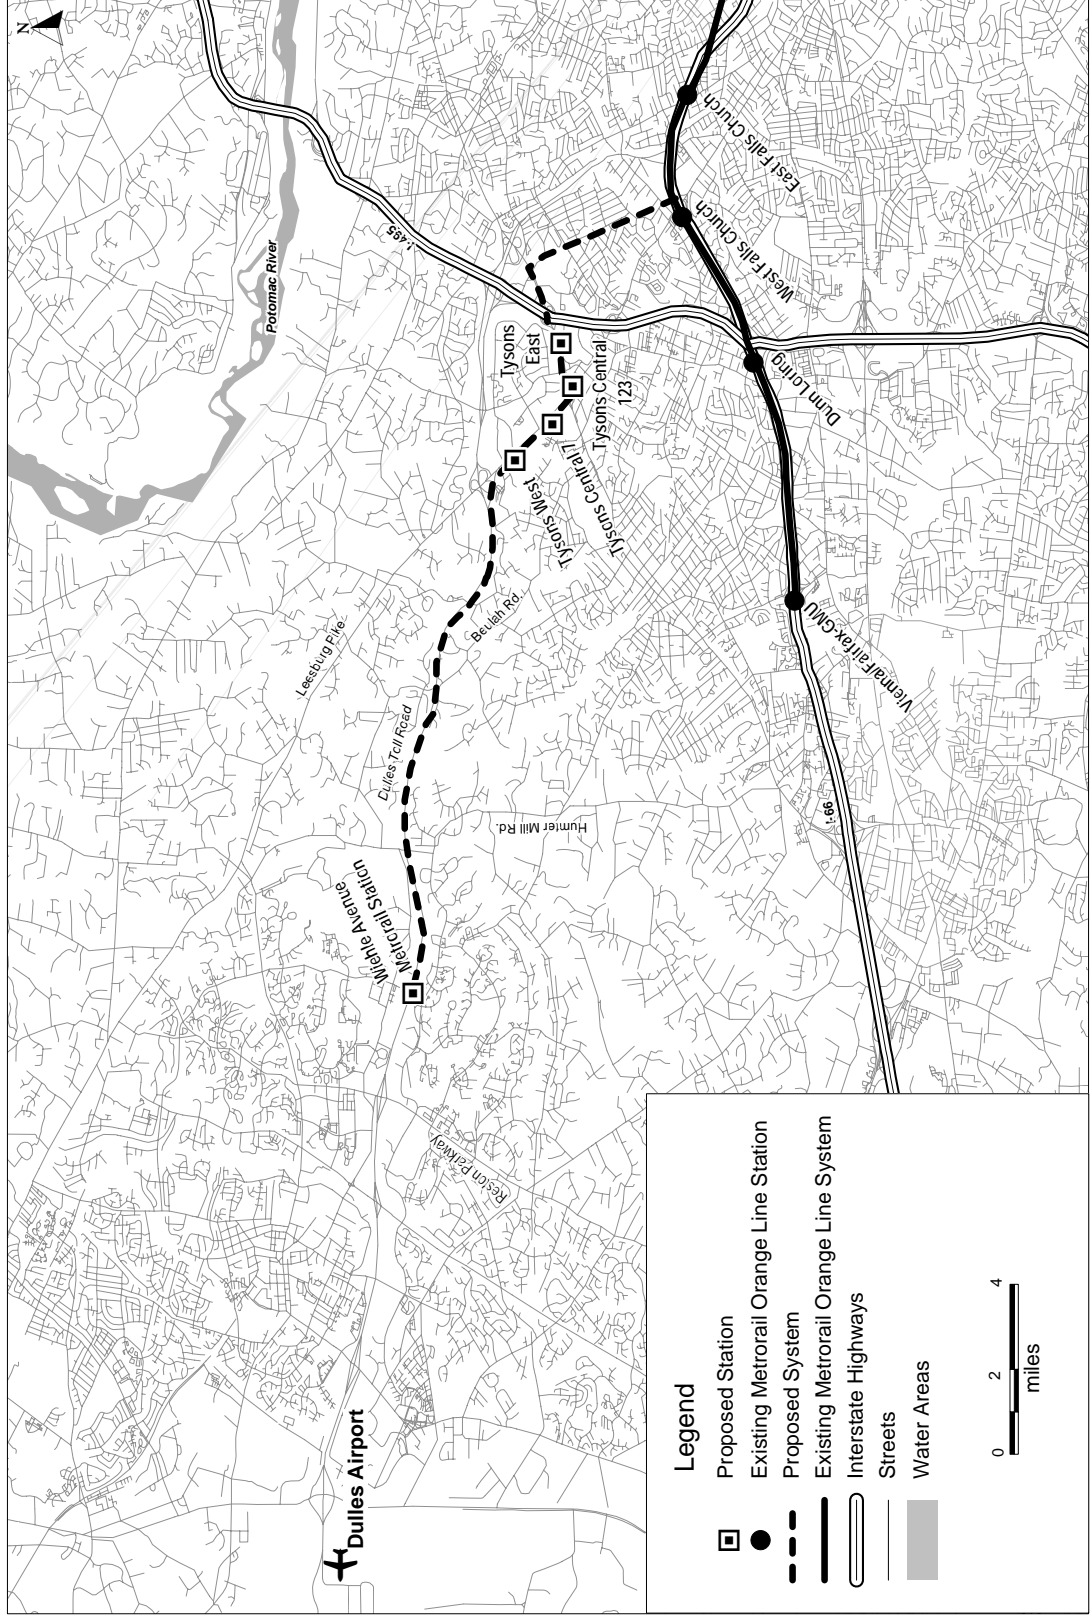 N
Potomac River
I-495
Leesburg Pike
Dulles Toll Road
Beulah Rd.
Hunter Mill Rd.
Reston Parkway
I-66
Wiehle Avenue
Metrorail Station
Tysons West
Tysons Central 7
Tysons Central
123
Tysons
East
East Falls Church
West Falls Church
Dunn Loring
Vienna/Fairfax-GMU
Dulles Airport
Legend
Proposed Station
Existing Metrorail Orange Line Station
Proposed System
Existing Metrorail Orange Line System
Interstate Highways
Streets
Water Areas
0 2 4
miles